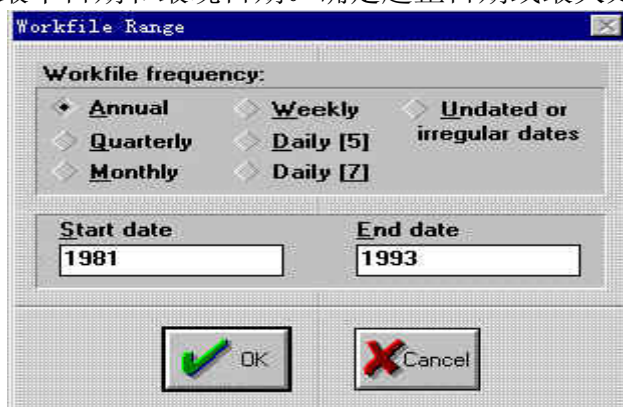 Workfile Range
Workfile frequency:
Annual Weekly Undated or
Quarterly Daily [5] irregular dates
Monthly Daily [7]
Start date End date
1981 1993
OK Cancel